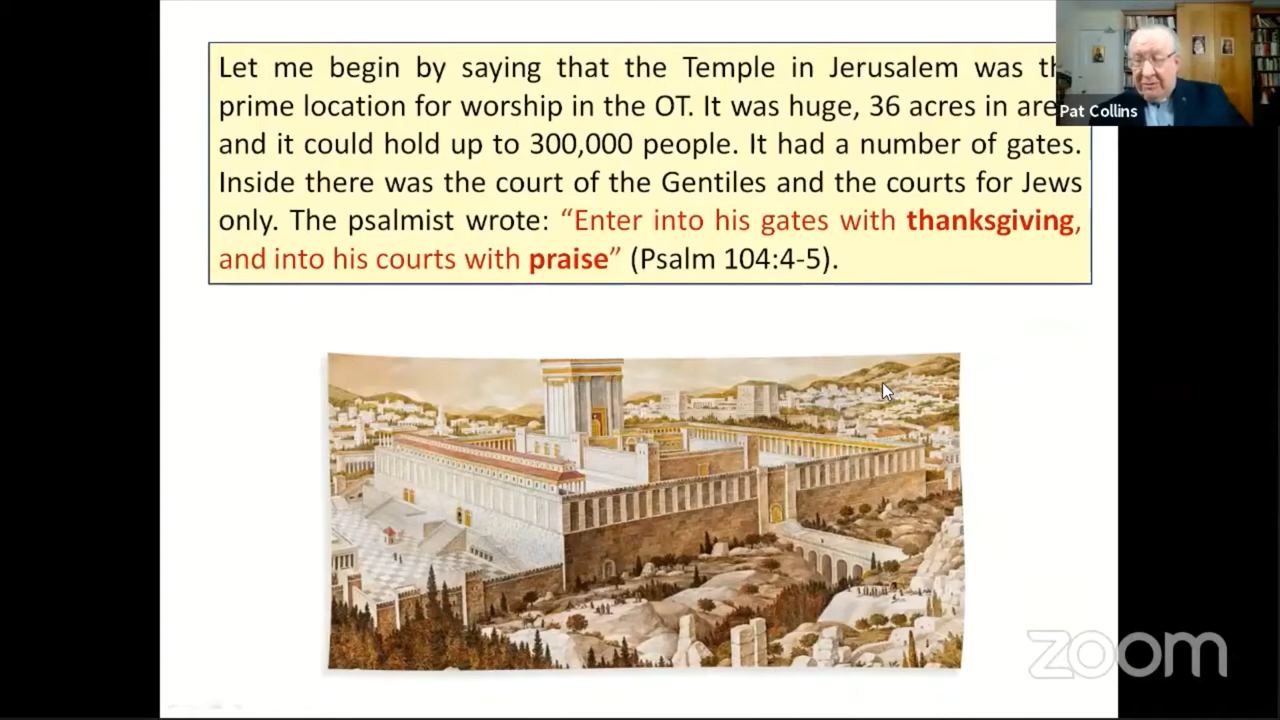 Let me begin by saying that the Temple in Jerusalem was th
prime location for worship in the OT. It was huge, 36 acres in are
and it could hold up to 300,000 people. It had a number of gates.
Inside there was the court of the Gentiles and the courts for Jews
only. The psalmist wrote: “Enter into his gates with thanksgiving,
and into his courts with praise” (Psalm 104:4-5).
Pat Collins
zoom